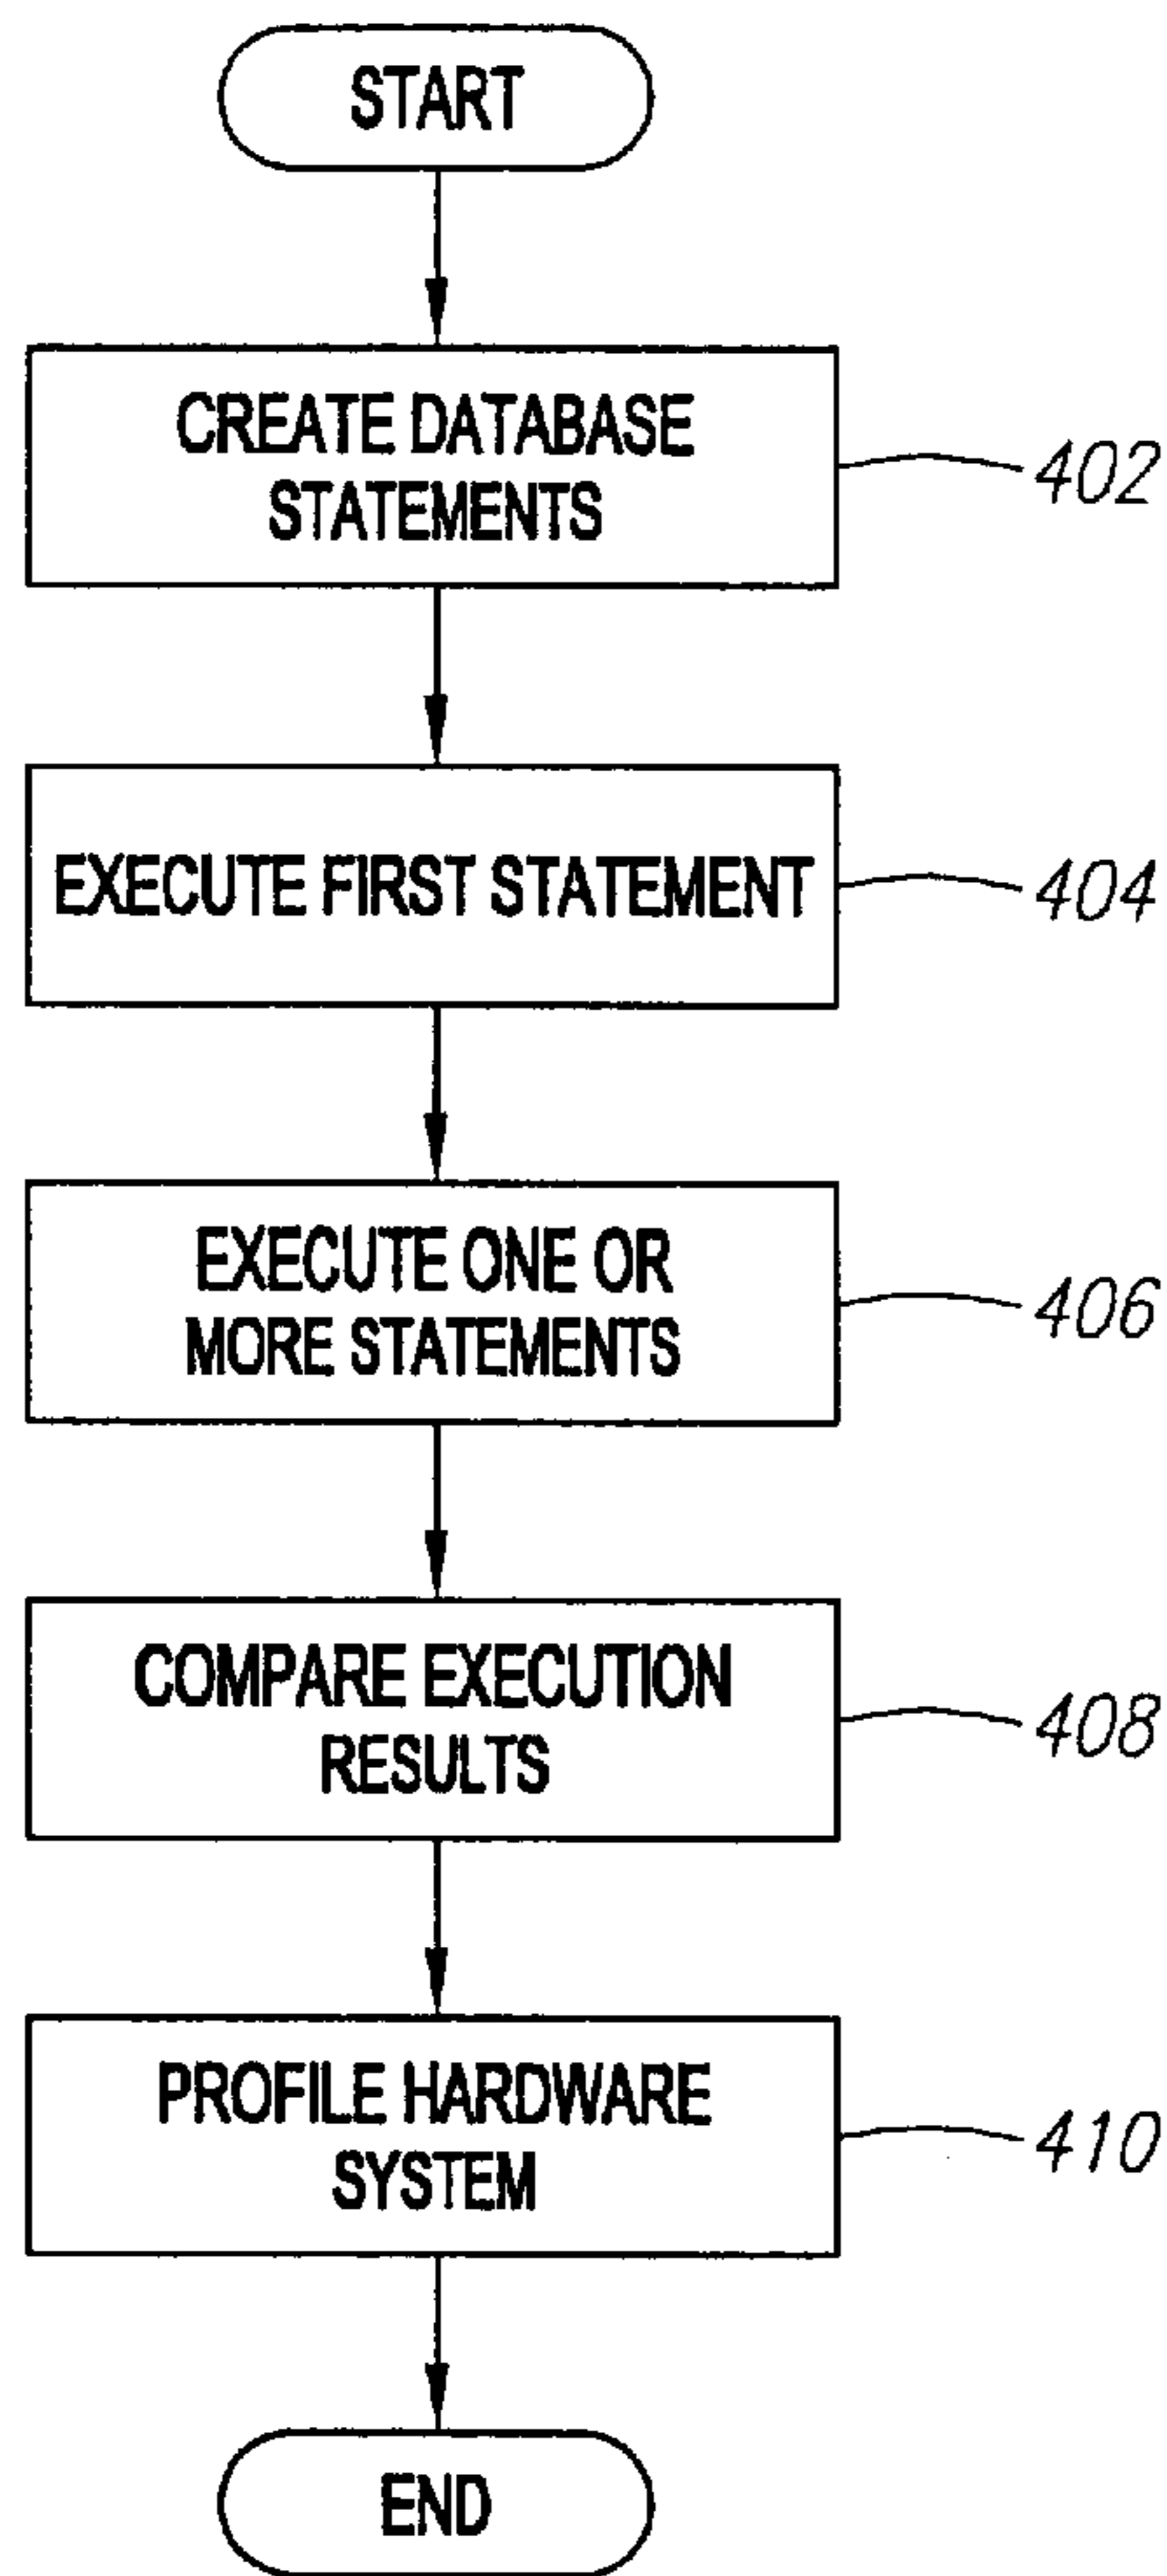 START
CREATE DATABASE
STATEMENTS
402
EXECUTE FIRST STATEMENT
404
EXECUTE ONE OR
MORE STATEMENTS
406
COMPARE EXECUTION
RESULTS
408
PROFILE HARDWARE
SYSTEM
410
END